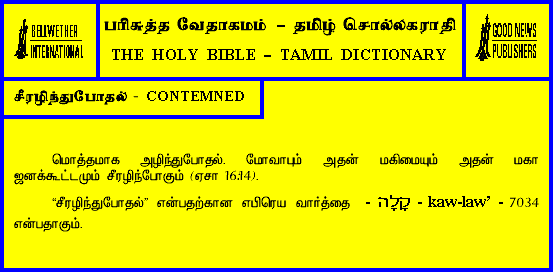 BELLWETHER
INTERNATIONAL
பரிசுத்த வேதாகமம் – தமிழ் சொல்லகராதி
THE HOLY BIBLE – TAMIL DICTIONARY
GOOD NEWS
PUBLISHERS
சீரழிந்துபோதல் - CONTEMNED
மொத்தமாக அழிந்துபோதல். மோவாபும் அதன் மகிமையும் அதன் மகா
ஜனக்கூட்டமும் சீரழிந்போகும் (ஏசா 16:14).
“சீரழிந்துபோதல்” என்பதற்கான எபிரெய வார்த்தை - קָלָה - kaw-law’ - 7034
என்பதாகும்.